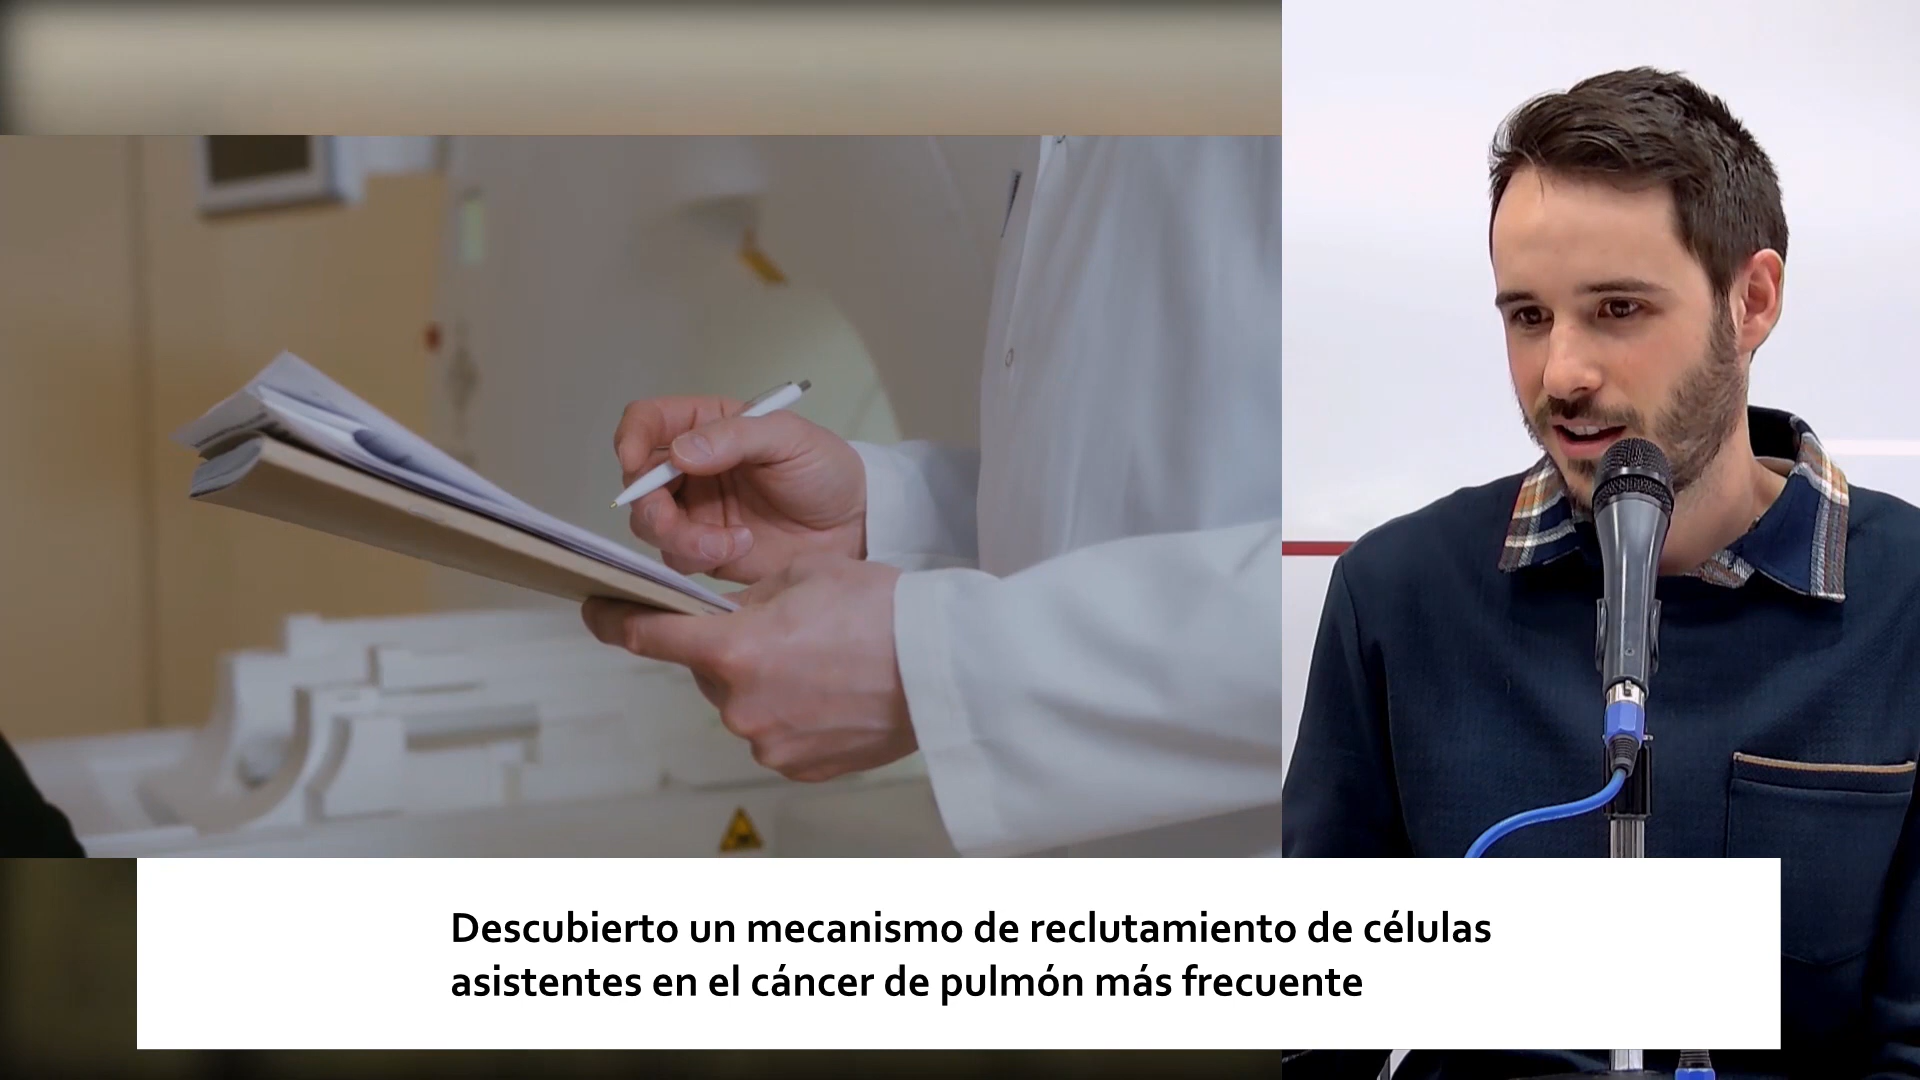 Descubierto un mecanismo de reclutamiento de células
asistentes en el cáncer de pulmón más frecuente